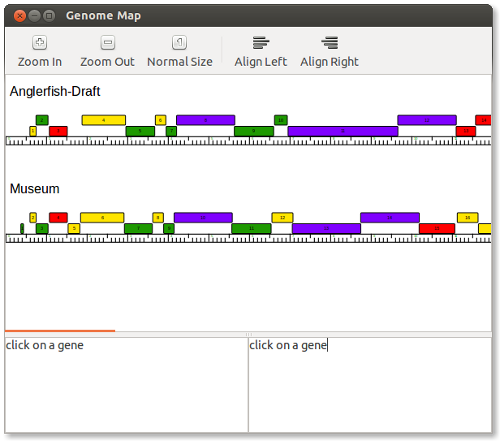 Genome Map
Zoom In
Zoom Out
Normal Size
Align Left
Align Right
Anglerfish-Draft
Museum
click on a gene
click on a gene